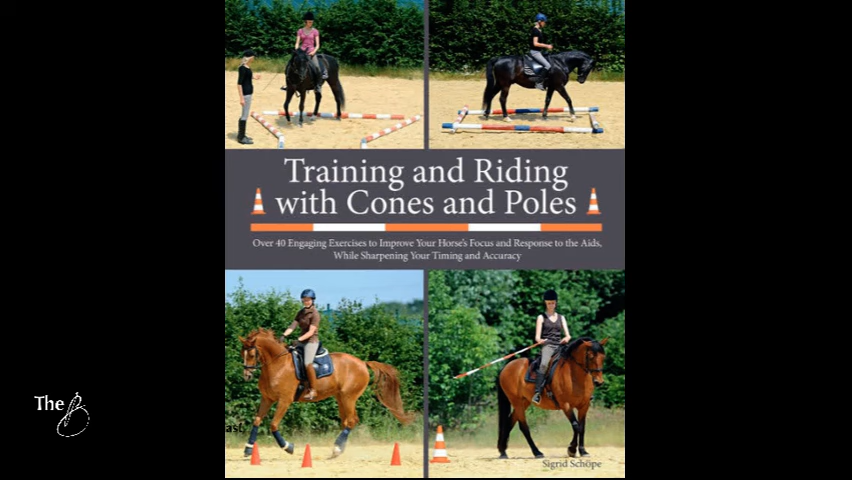 Training and Riding
with Cones and Poles
Over 40 Engaging Exercises to Improve Your Horse's Focus and Response to the Aids,
While Sharpening Your Timing and Accuracy
The B
ast
Sigrid Schöpe